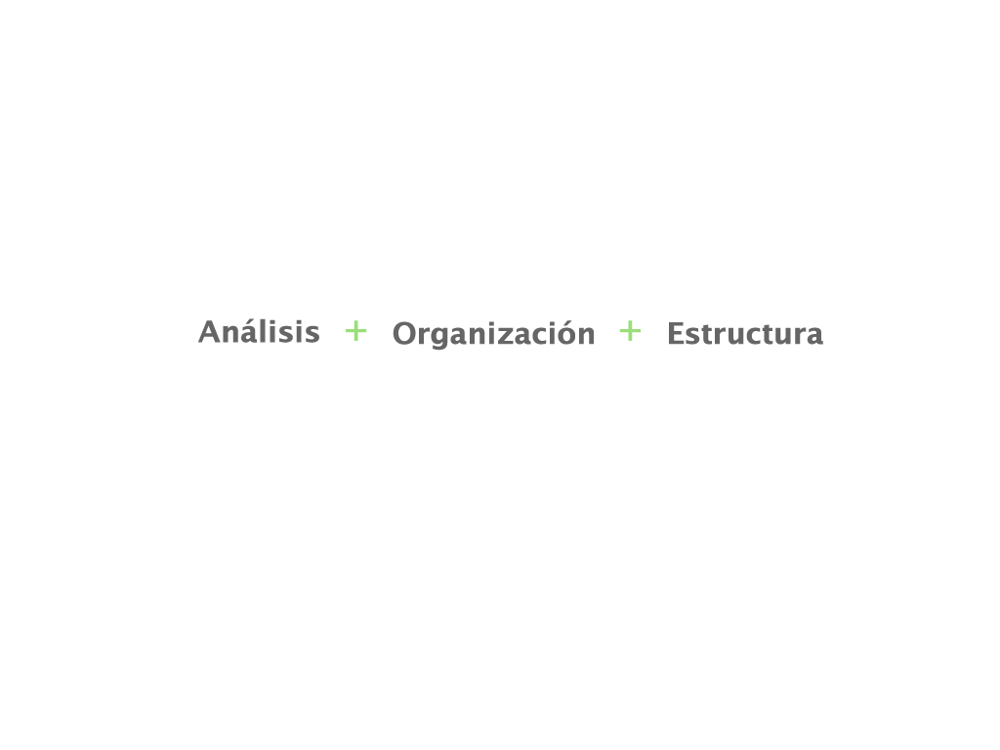 Análisis + Organización + Estructura